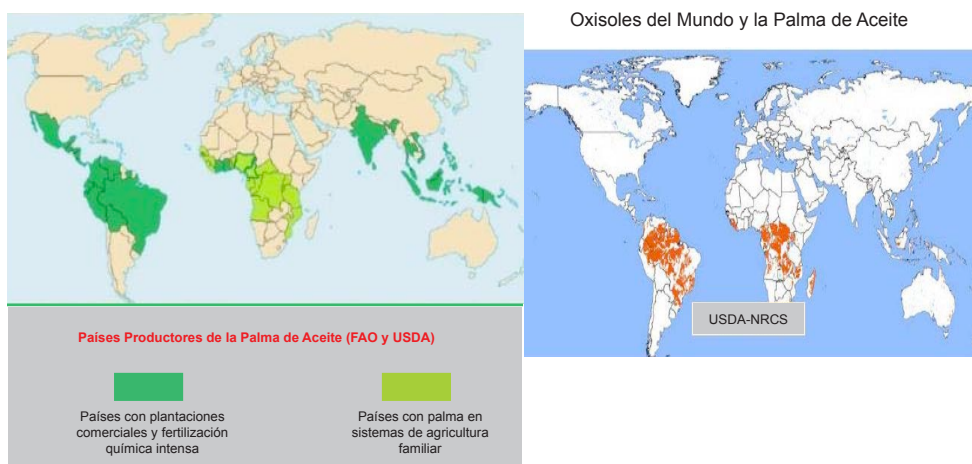 Oxisoles del Mundo y la Palma de Aceite
USDA-NRCS
Países Productores de la Palma de Aceite (FAO y USDA)
Países con plantaciones
comerciales y fertilización
química intensa
Países con palma en
sistemas de agricultura
familiar